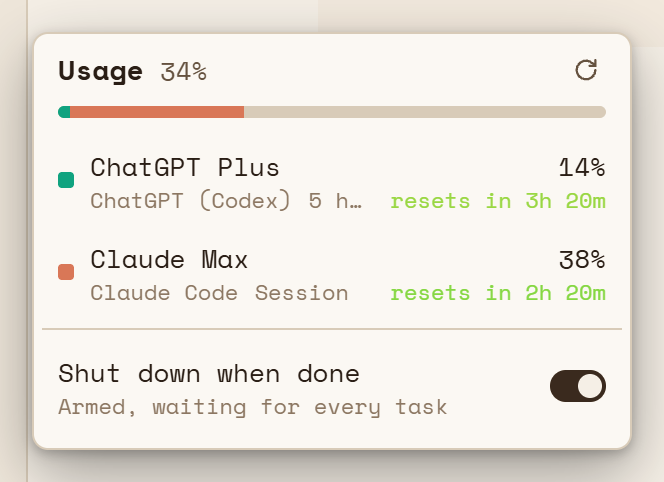 Usage 34%
ChatGPT Plus 14%
ChatGPT (Codex) 5 h… resets in 3h 20m
Claude Max 38%
Claude Code Session resets in 2h 20m
Shut down when done
Armed, waiting for every task